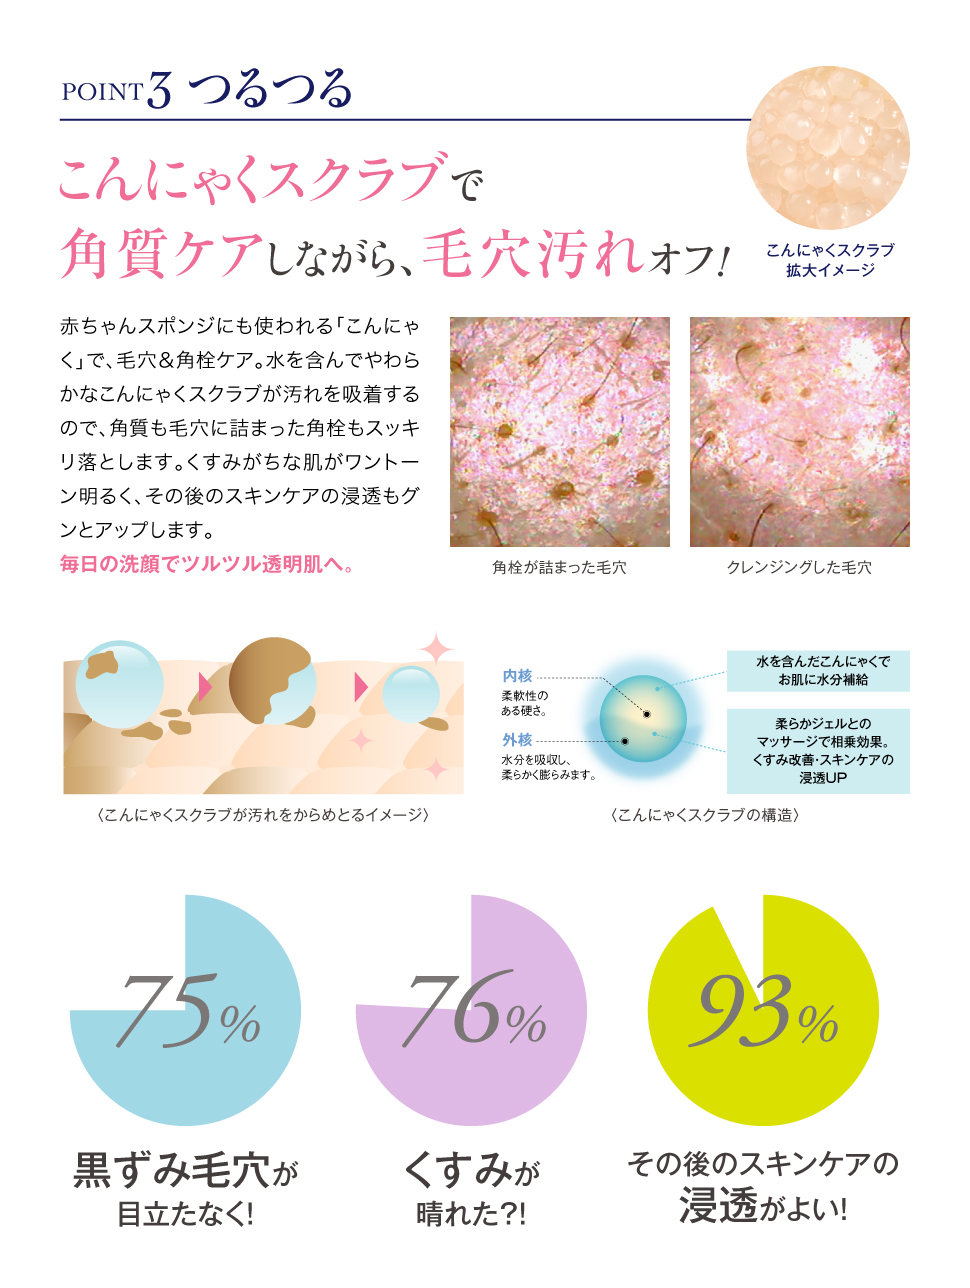 POINT3 つるつる
こんにゃくスクラブで
角質ケアしながら、毛穴汚れオフ!
こんにゃくスクラブ
拡大イメージ
赤ちゃんスポンジにも使われる「こんにゃ
く」で、毛穴&角栓ケア。水を含んでやわら
かなこんにゃくスクラブが汚れを吸着する
ので、角質も毛穴に詰まった角栓もスッキ
リ落とします。くすみがちな肌がワントー
ン明るく、その後のスキンケアの浸透もグ
ンとアップします。
毎日の洗顔でツルツル透明肌へ。
角栓が詰まった毛穴
クレンジングした毛穴
〈こんにゃくスクラブが汚れをからめとるイメージ〉
内核
柔軟性の
ある硬さ。
外核
水分を吸収し、
柔らかく膨らみます。
水を含んだこんにゃくで
お肌に水分補給
柔らかジェルとの
マッサージで相乗効果。
くすみ改善・スキンケアの
浸透UP
〈こんにゃくスクラブの構造〉
75%
黒ずみ毛穴が
目立たなく!
76%
くすみが
晴れた?!
93%
その後のスキンケアの
浸透がよい!